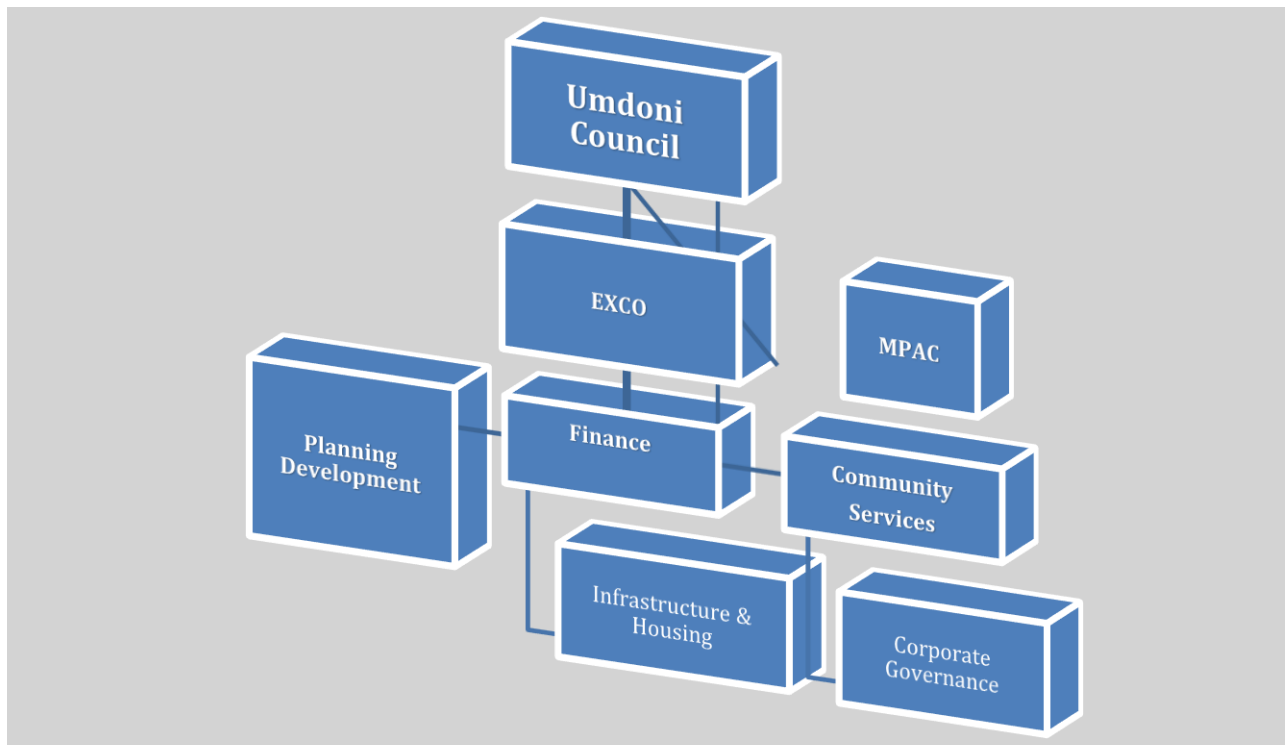 Umdoni
Council
EXCO
MPAC
Planning
Development
Finance
Community
Services
Infrastructure &
Housing
Corporate
Governance